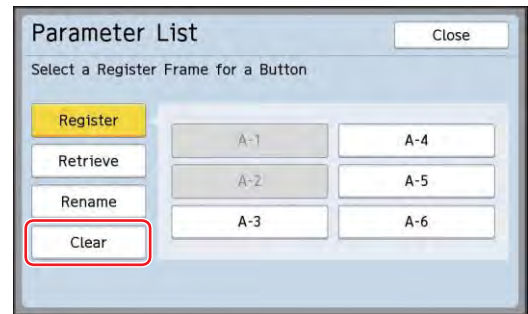 Parameter List
Close
Select a Register Frame for a Button
Register
Retrieve
Rename
Clear
A-1
A-4
A-2
A-5
A-3
A-6